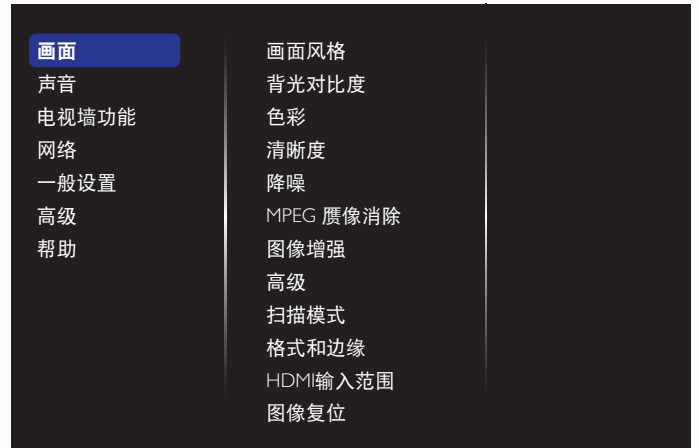 画面
声音
电视墙功能
网络
一般设置
高级
帮助
画面风格
背光对比度
色彩
清晰度
降噪
MPEG 赝像消除
图像增强
高级
扫描模式
格式和边缘
HDMI输入范围
图像复位